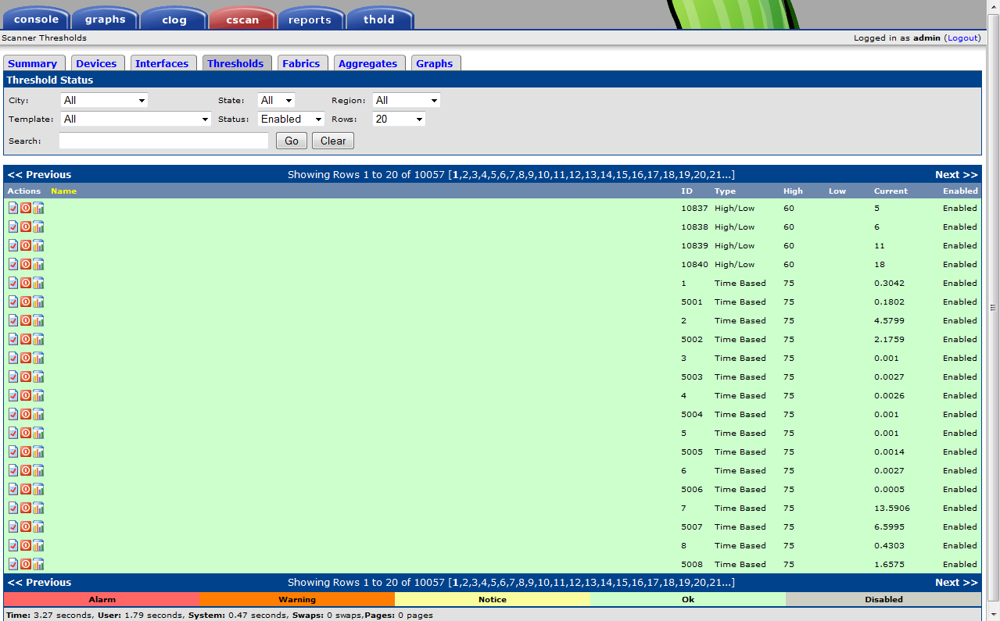 console graphs clog cscan reports thold
Scanner Thresholds Logged in as admin (Logout)
Summary Devices Interfaces Thresholds Fabrics Aggregates Graphs
Threshold Status
City: All State: All Region: All
Template: All Status: Enabled Rows: 20
Search: Go Clear
<< Previous Showing Rows 1 to 20 of 10057 [1,2,3,4,5,6,7,8,9,10,11,12,13,14,15,16,17,18,19,20,21...] Next >>
Actions Name ID Type High Low Current Enabled
10837 High/Low 60 5 Enabled
10838 High/Low 60 6 Enabled
10839 High/Low 60 11 Enabled
10840 High/Low 60 18 Enabled
1 Time Based 75 0.3042 Enabled
5001 Time Based 75 0.1802 Enabled
2 Time Based 75 4.5799 Enabled
5002 Time Based 75 2.1759 Enabled
3 Time Based 75 0.001 Enabled
5003 Time Based 75 0.0027 Enabled
4 Time Based 75 0.0026 Enabled
5004 Time Based 75 0.001 Enabled
5 Time Based 75 0.001 Enabled
5005 Time Based 75 0.0014 Enabled
6 Time Based 75 0.0027 Enabled
5006 Time Based 75 0.0005 Enabled
7 Time Based 75 13.5906 Enabled
5007 Time Based 75 6.5995 Enabled
8 Time Based 75 0.4303 Enabled
5008 Time Based 75 1.6575 Enabled
<< Previous Showing Rows 1 to 20 of 10057 [1,2,3,4,5,6,7,8,9,10,11,12,13,14,15,16,17,18,19,20,21...] Next >>
Alarm Warning Notice Ok Disabled
Time: 3.27 seconds, User: 1.79 seconds, System: 0.47 seconds, Swaps: 0 swaps,Pages: 0 pages